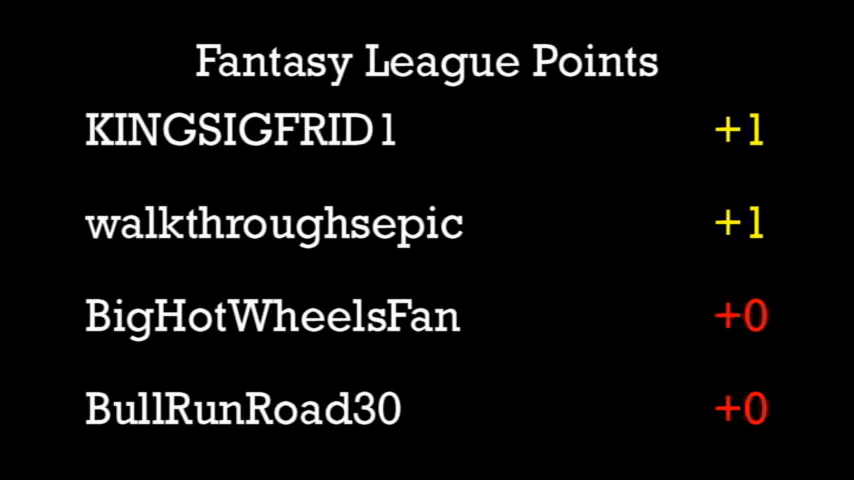 Fantasy League Points
KINGSIGFRID1 +1
walkthroughsepic +1
BigHotWheelsFan +0
BullRunRoad30 +0